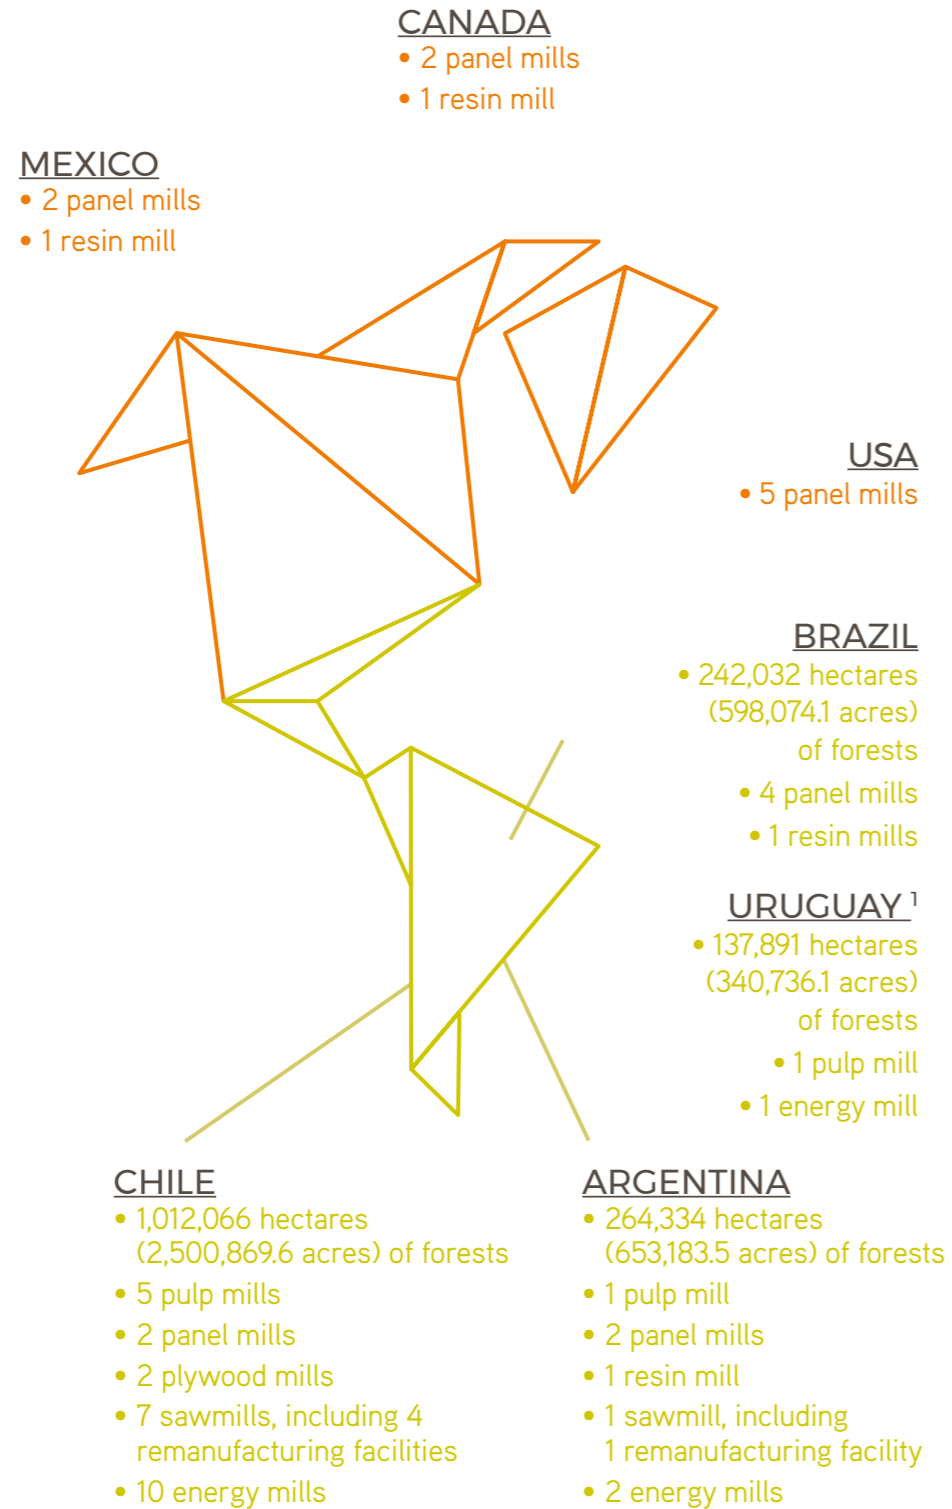 CANADA
• 2 panel mills
• 1 resin mill
MEXICO
• 2 panel mills
• 1 resin mill
USA
• 5 panel mills
BRAZIL
• 242,032 hectares
(598,074.1 acres)
of forests
• 4 panel mills
• 1 resin mills
URUGUAY ¹
• 137,891 hectares
(340,736.1 acres)
of forests
• 1 pulp mill
• 1 energy mill
CHILE
• 1,012,066 hectares
(2,500,869.6 acres) of forests
• 5 pulp mills
• 2 panel mills
• 2 plywood mills
• 7 sawmills, including 4
remanufacturing facilities
• 10 energy mills
ARGENTINA
• 264,334 hectares
(653,183.5 acres) of forests
• 1 pulp mill
• 2 panel mills
• 1 resin mill
• 1 sawmill, including
1 remanufacturing facility
• 2 energy mills